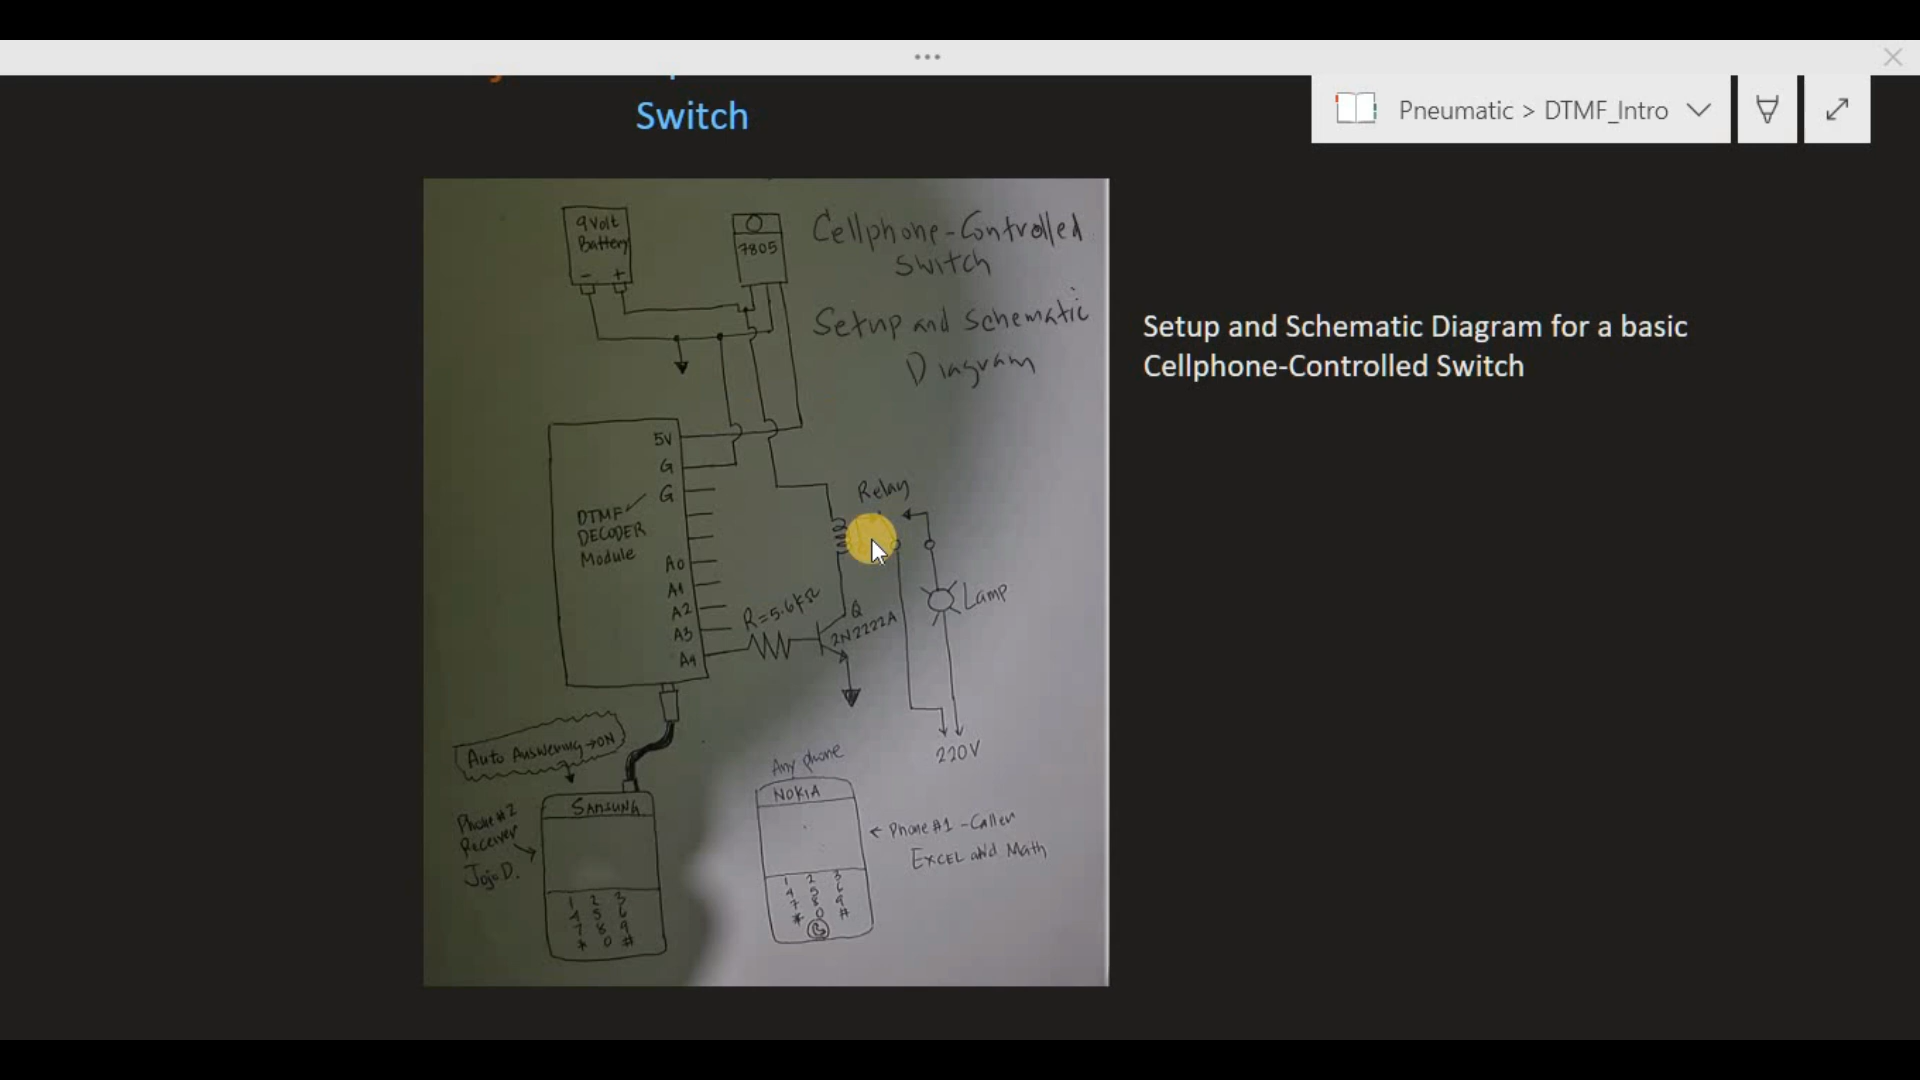 Switch
Pneumatic > DTMF_Intro
9 volt
Battery
- +
7805
Cellphone-Controlled
Switch
Setup and Schematic
Diagram
Setup and Schematic Diagram for a basic
Cellphone-Controlled Switch
5V
G
G
DTMF
DECODER
Module
Relay
A0
A1
A2
A3
A4
R=5.6kΩ
Q
2N2222A
Lamp
220V
Auto Answering → ON
SAMSUNG
Phone #2
Receiver
Jojo D.
1 2 3
4 5 6
7 8 9
* 0 #
Any phone
NOKIA
← Phone #1 - Caller
EXCEL and Math
1 2 3
4 5 6
7 8 9
* 0 #